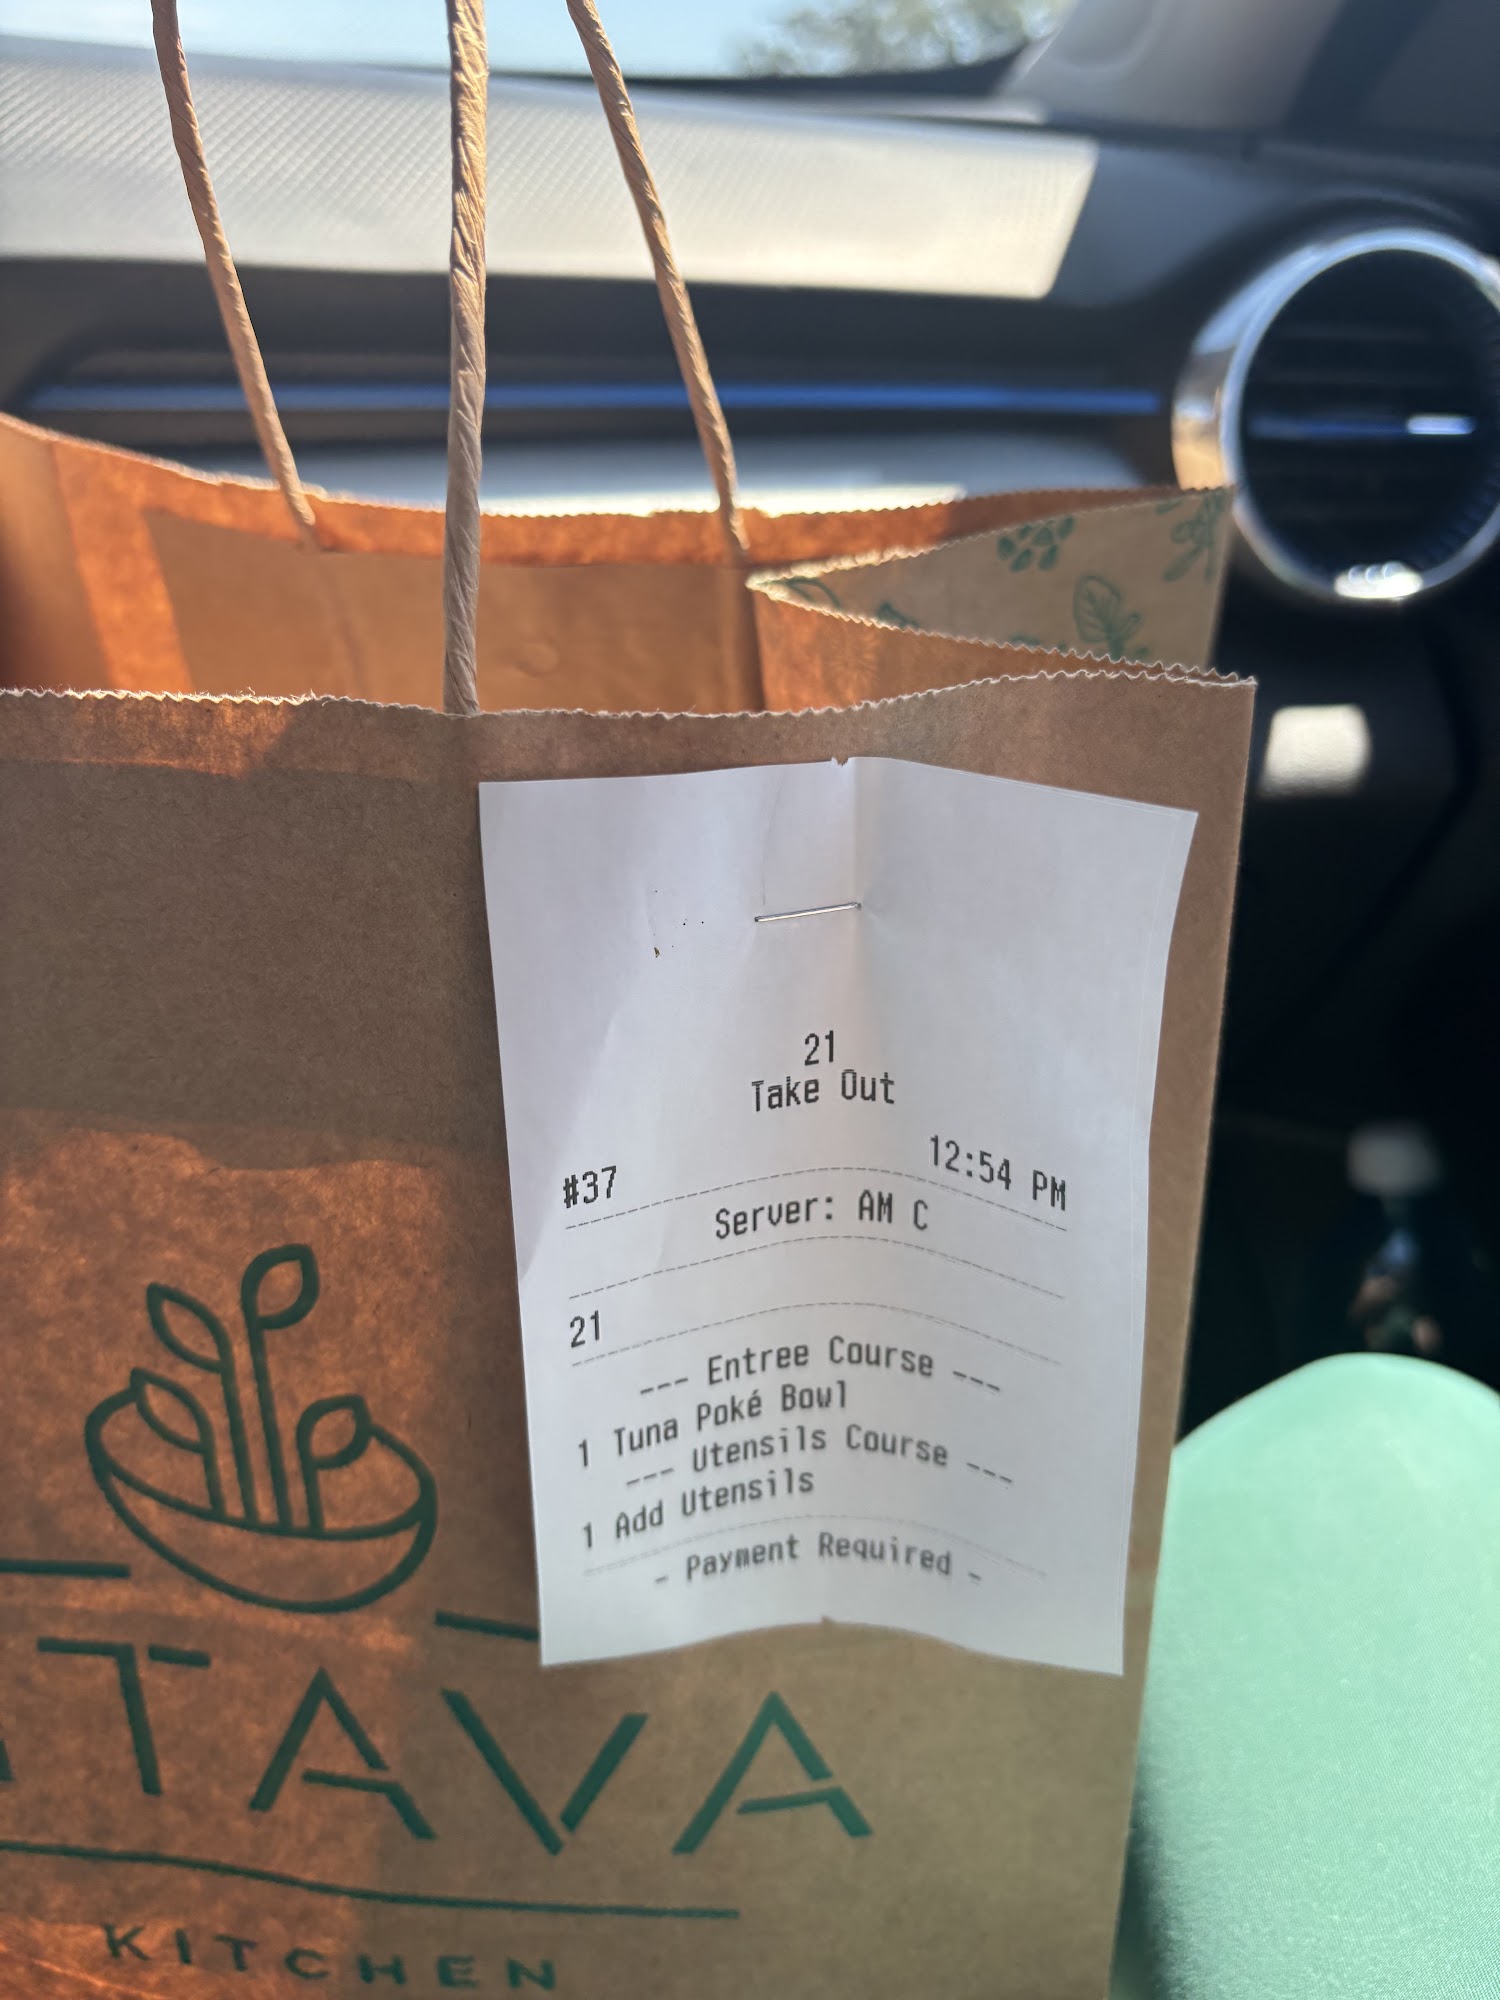 21
Take Out
#37 12:54 PM
Server: AM C
21
--- Entree Course ---
1 Tuna Poké Bowl
--- Utensils Course ---
1 Add Utensils
- Payment Required -
TAVA
KITCHEN